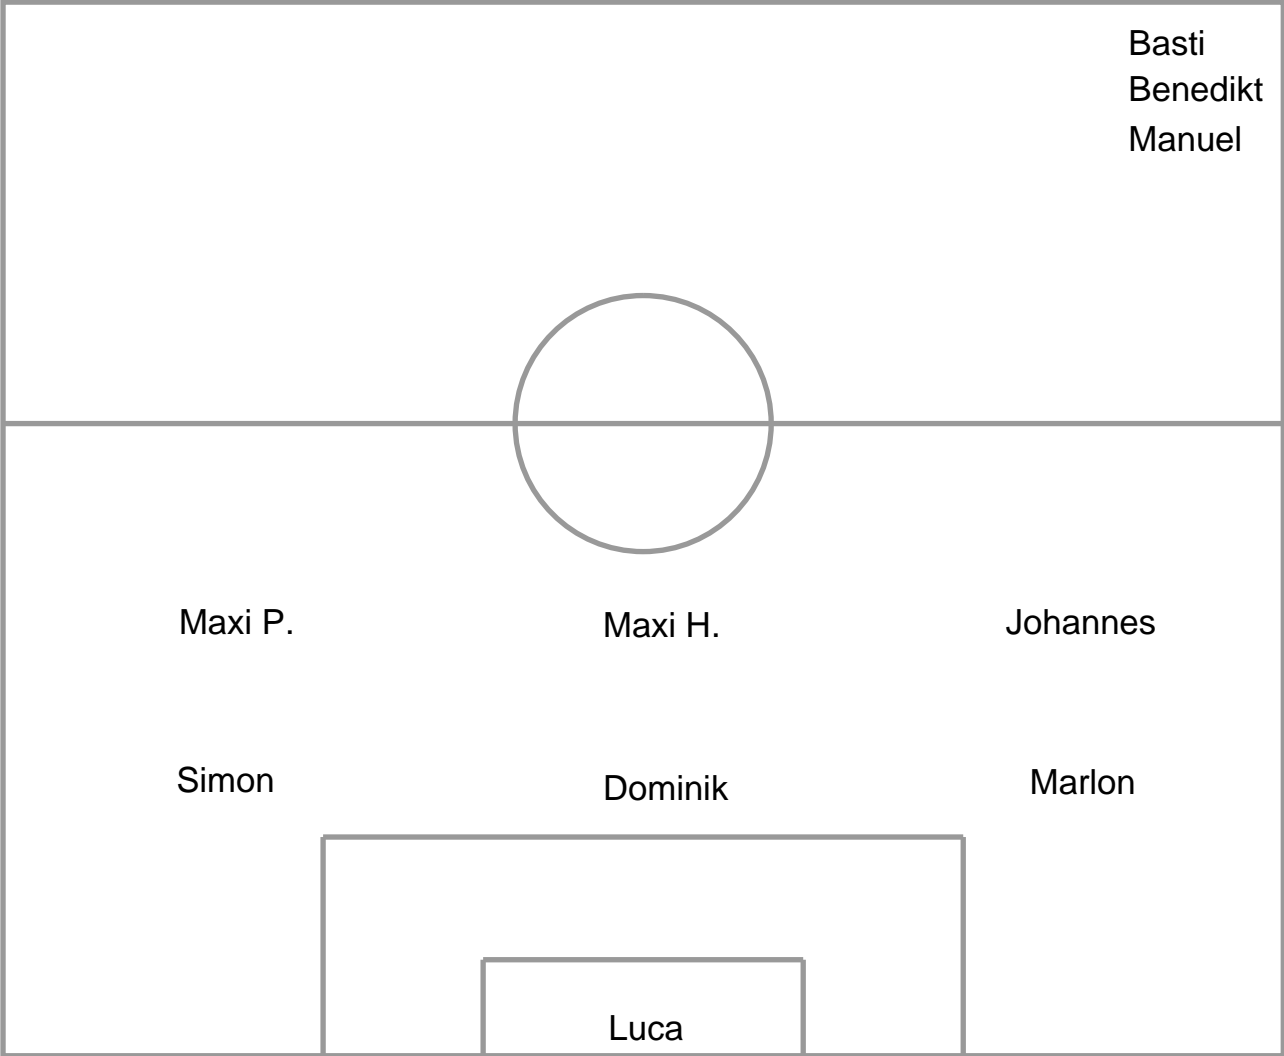 Basti
Benedikt
Manuel
Maxi P.
Maxi H.
Johannes
Simon
Dominik
Marlon
Luca